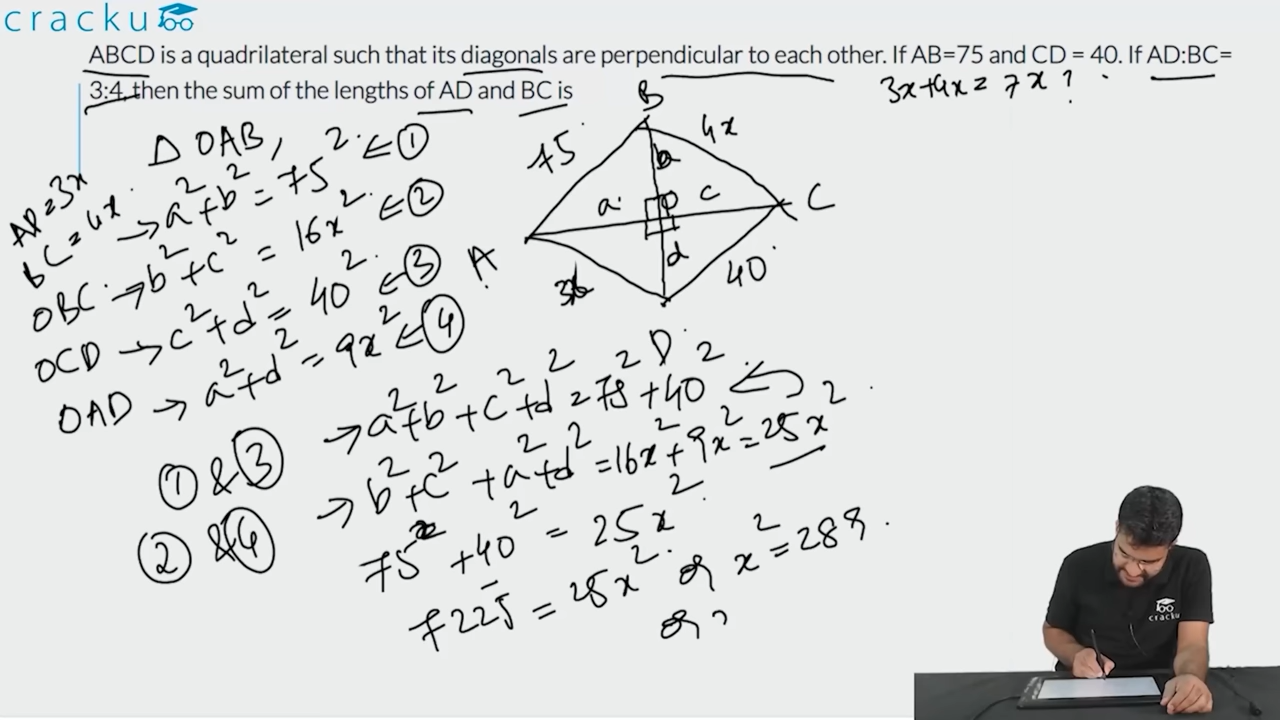 cracku
ABCD is a quadrilateral such that its diagonals are perpendicular to each other. If AB=75 and CD = 40. If AD:BC=
3:4, then the sum of the lengths of AD and BC is
3x+4x = 7x ?
△ OAB,
AD = 3x
BC = 4x
→ a² + b² = 75² ← ①
OBC → b² + c² = 16x² ← ②
OCD → c² + d² = 40² ← ③
OAD → a² + d² = 9x² ← ④
B
75
4x
b
a
O
c
C
A
d
3x
40
D
① & ③ → a² + b² + c² + d² = 75² + 40²
② & ④ → b² + c² + a² + d² = 16x² + 9x² = 25x²
75² + 40² = 25x²
7225 = 25x² or x² = 289
or
cracku